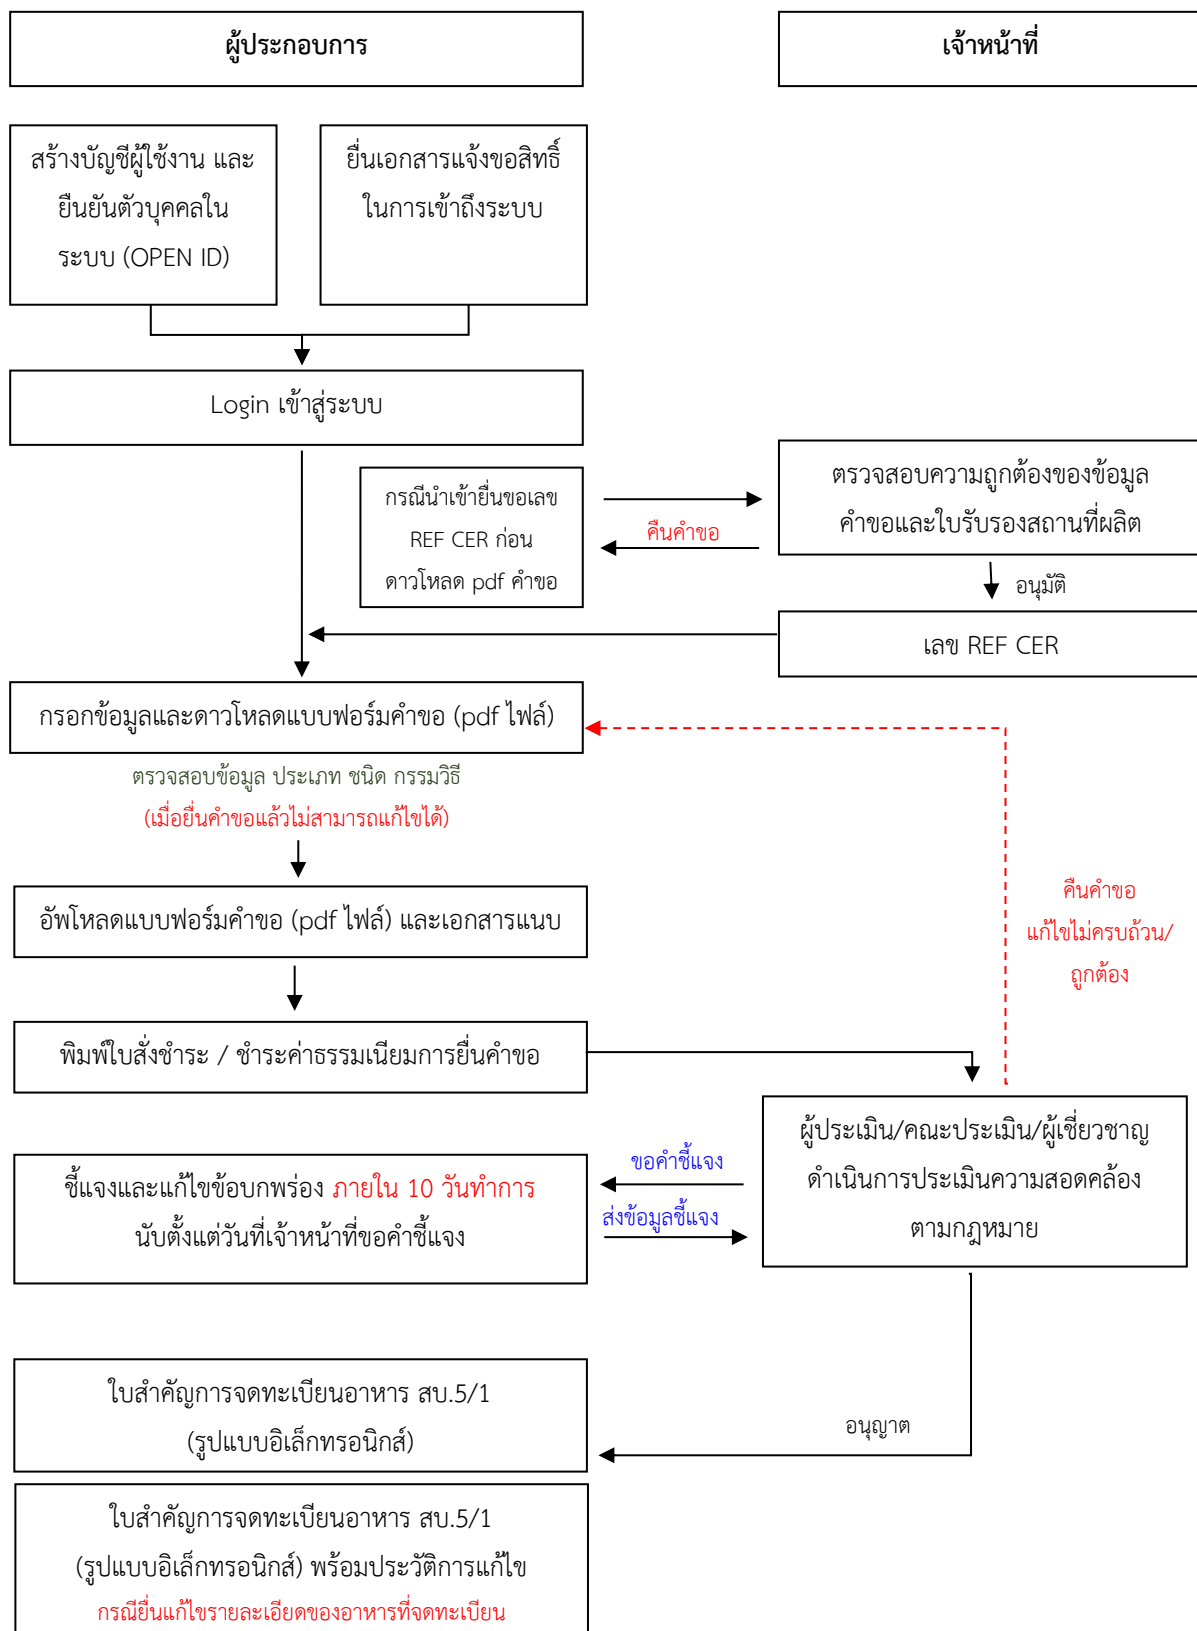 ผู้ประกอบการ
เจ้าหน้าที่
สร้างบัญชีผู้ใช้งาน และ
ยืนยันตัวบุคคลใน
ระบบ (OPEN ID)
ยื่นเอกสารแจ้งขอสิทธิ์
ในการเข้าถึงระบบ
Login เข้าสู่ระบบ
กรณีนำเข้ายื่นขอเลข
REF CER ก่อน
ดาวโหลด pdf คำขอ
คืนคำขอ
ตรวจสอบความถูกต้องของข้อมูล
คำขอและใบรับรองสถานที่ผลิต
อนุมัติ
เลข REF CER
กรอกข้อมูลและดาวโหลดแบบฟอร์มคำขอ (pdf ไฟล์)
ตรวจสอบข้อมูล ประเภท ชนิด กรรมวิธี
(เมื่อยื่นคำขอแล้วไม่สามารถแก้ไขได้)
คืนคำขอ
แก้ไขไม่ครบถ้วน/
ถูกต้อง
อัพโหลดแบบฟอร์มคำขอ (pdf ไฟล์) และเอกสารแนบ
พิมพ์ใบสั่งชำระ / ชำระค่าธรรมเนียมการยื่นคำขอ
ผู้ประเมิน/คณะประเมิน/ผู้เชี่ยวชาญ
ดำเนินการประเมินความสอดคล้อง
ตามกฎหมาย
ขอคำชี้แจง
ส่งข้อมูลชี้แจง
ชี้แจงและแก้ไขข้อบกพร่อง ภายใน 10 วันทำการ
นับตั้งแต่วันที่เจ้าหน้าที่ขอคำชี้แจง
ใบสำคัญการจดทะเบียนอาหาร สบ.5/1
(รูปแบบอิเล็กทรอนิกส์)
อนุญาต
ใบสำคัญการจดทะเบียนอาหาร สบ.5/1
(รูปแบบอิเล็กทรอนิกส์) พร้อมประวัติการแก้ไข
กรณียื่นแก้ไขรายละเอียดของอาหารที่จดทะเบียน